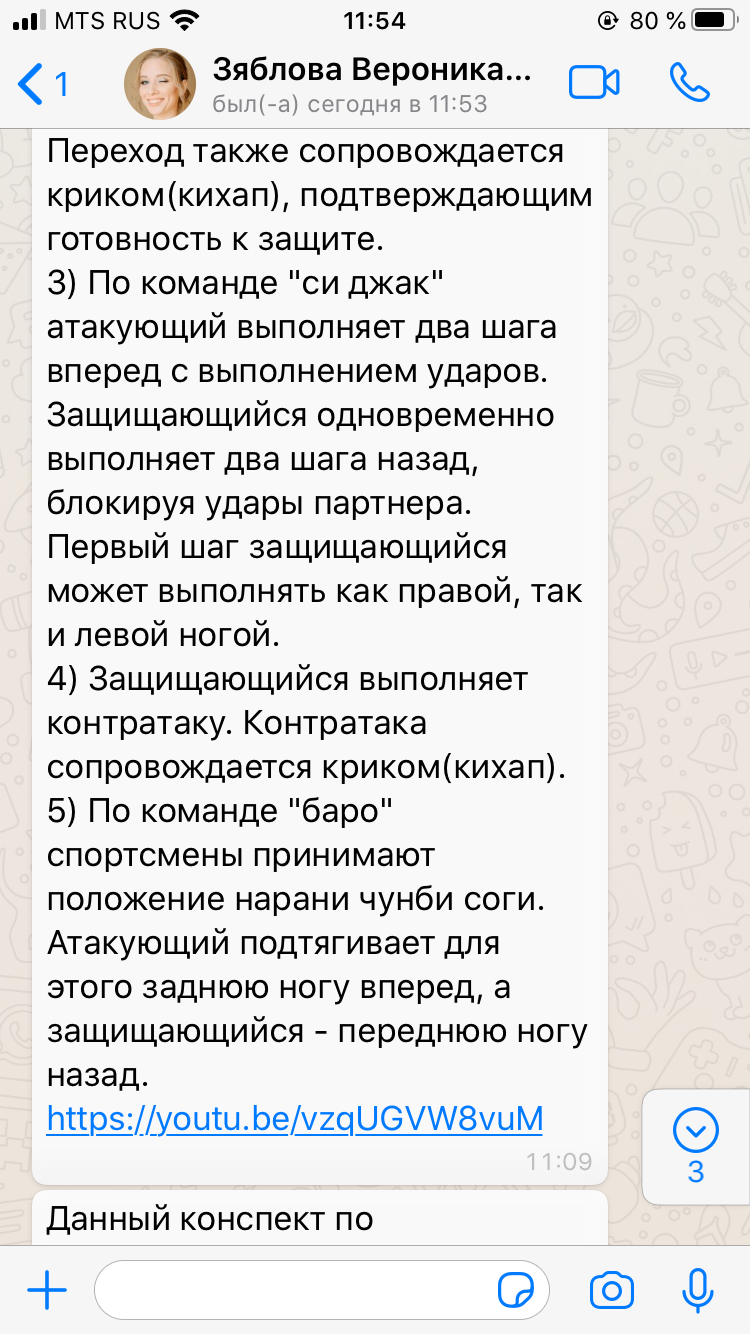 MTS RUS 11:54 80 %
1 Зяблова Вероника...
был(-а) сегодня в 11:53
Переход также сопровождается
криком(кихап), подтверждающим
готовность к защите.
3) По команде "си джак"
атакующий выполняет два шага
вперед с выполнением ударов.
Защищающийся одновременно
выполняет два шага назад,
блокируя удары партнера.
Первый шаг защищающийся
может выполнять как правой, так
и левой ногой.
4) Защищающийся выполняет
контратаку. Контратака
сопровождается криком(кихап).
5) По команде "баро"
спортсмены принимают
положение нарани чунби соги.
Атакующий подтягивает для
этого заднюю ногу вперед, а
защищающийся - переднюю ногу
назад.
https://youtu.be/vzqUGVW8vuM
11:09
3
Данный конспект по